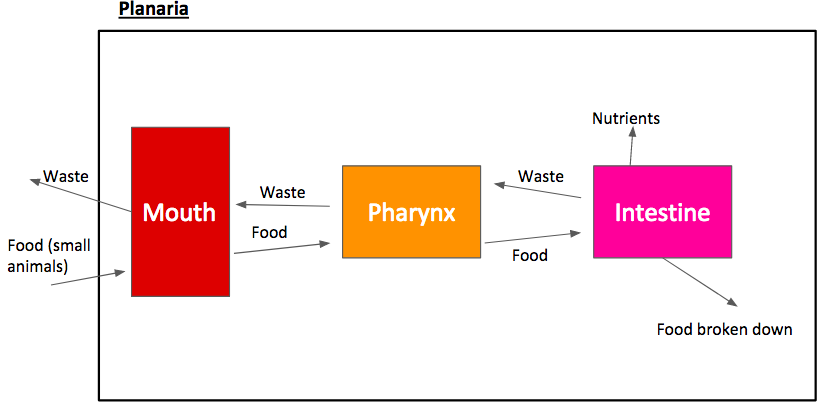 Planaria
Nutrients
Waste
Waste
Waste
Mouth
Pharynx
Intestine
Food (small
animals)
Food
Food
Food broken down